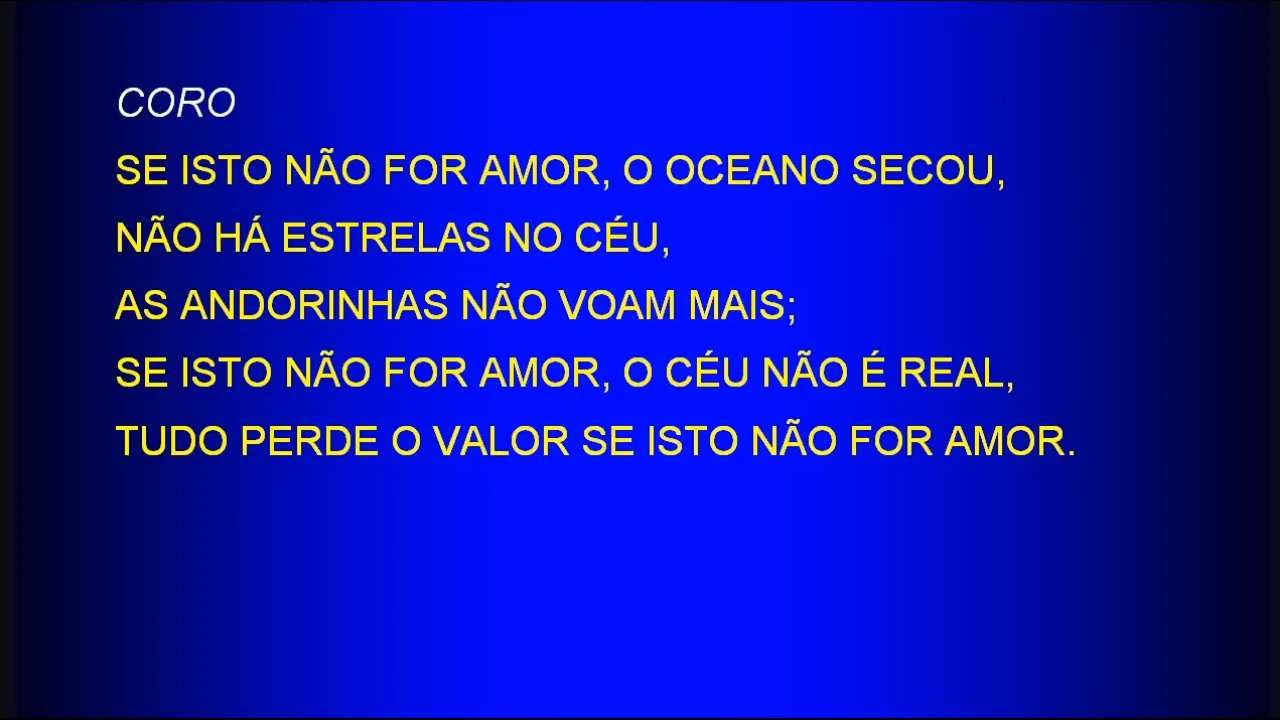 CORO
SE ISTO NÃO FOR AMOR, O OCEANO SECOU,
NÃO HÁ ESTRELAS NO CÉU,
AS ANDORINHAS NÃO VOAM MAIS;
SE ISTO NÃO FOR AMOR, O CÉU NÃO É REAL,
TUDO PERDE O VALOR SE ISTO NÃO FOR AMOR.